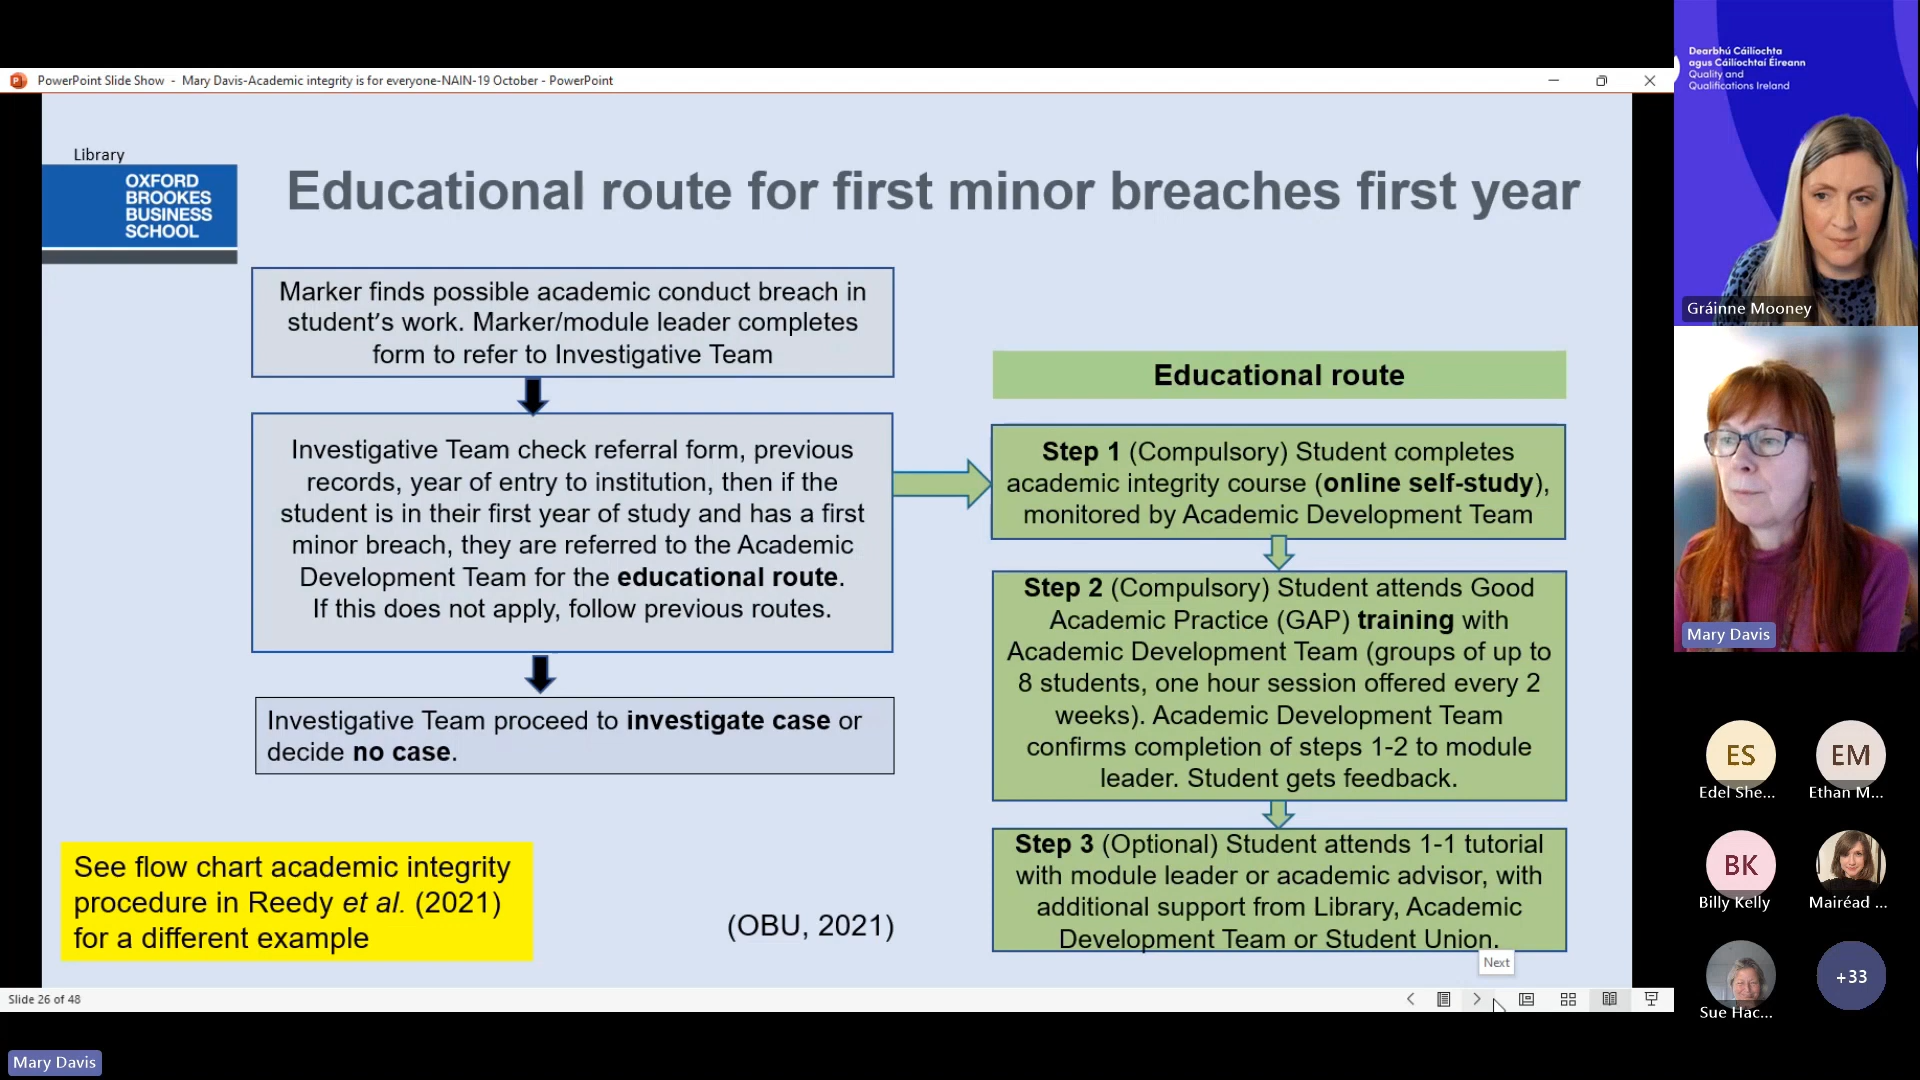 PowerPoint Slide Show - Mary Davis-Academic integrity is for everyone-NAIN-19 October - PowerPoint
Library
OXFORD
BROOKES
BUSINESS
SCHOOL
Educational route for first minor breaches first year
Marker finds possible academic conduct breach in
student’s work. Marker/module leader completes
form to refer to Investigative Team
Investigative Team check referral form, previous
records, year of entry to institution, then if the
student is in their first year of study and has a first
minor breach, they are referred to the Academic
Development Team for the educational route.
If this does not apply, follow previous routes.
Investigative Team proceed to investigate case or
decide no case.
See flow chart academic integrity
procedure in Reedy et al. (2021)
for a different example
(OBU, 2021)
Educational route
Step 1 (Compulsory) Student completes
academic integrity course (online self-study),
monitored by Academic Development Team
Step 2 (Compulsory) Student attends Good
Academic Practice (GAP) training with
Academic Development Team (groups of up to
8 students, one hour session offered every 2
weeks). Academic Development Team
confirms completion of steps 1-2 to module
leader. Student gets feedback.
Step 3 (Optional) Student attends 1-1 tutorial
with module leader or academic advisor, with
additional support from Library, Academic
Development Team or Student Union.
Next
Slide 26 of 48
Mary Davis
Dearbhú Cáilíochta
agus Cáilíochtaí Éireann
Quality and
Qualifications Ireland
Gráinne Mooney
Mary Davis
ES
Edel She...
EM
Ethan M...
BK
Billy Kelly
Mairéad ...
Sue Hac...
+33